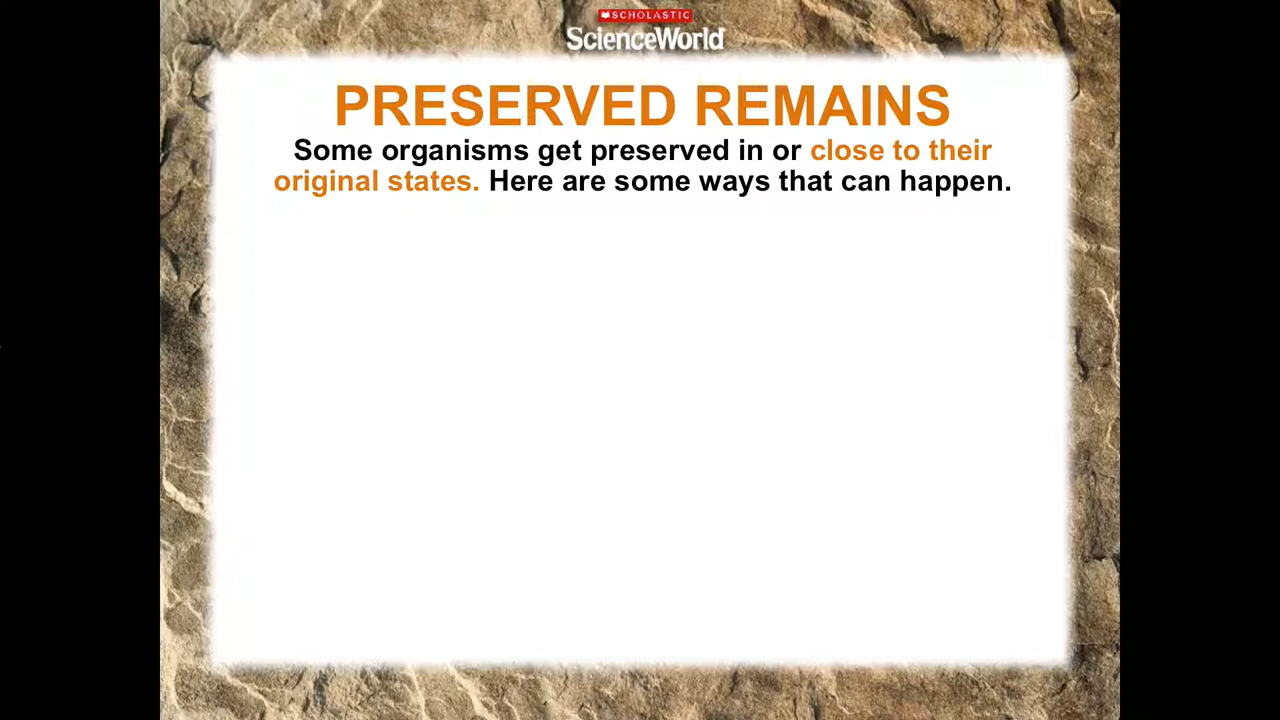 SCHOLASTIC
ScienceWorld
PRESERVED REMAINS
Some organisms get preserved in or close to their
original states. Here are some ways that can happen.